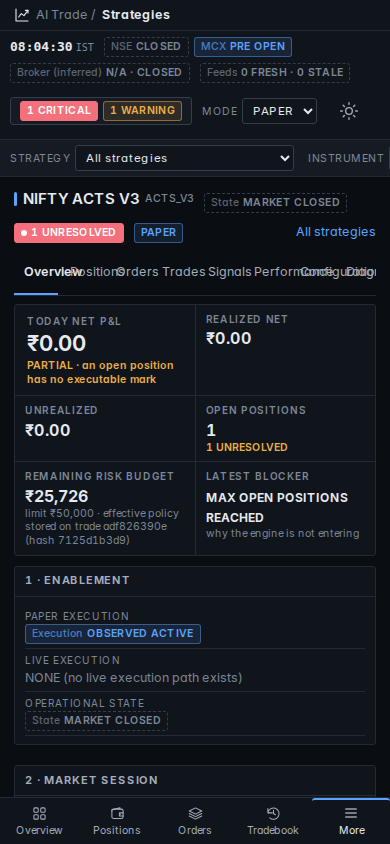 AI Trade / Strategies
08:04:30 IST NSE CLOSED MCX PRE OPEN
Broker (inferred) N/A · CLOSED Feeds 0 FRESH · 0 STALE
1 CRITICAL 1 WARNING MODE PAPER
STRATEGY All strategies INSTRUMENT
NIFTY ACTS V3 ACTS_V3 State MARKET CLOSED
1 UNRESOLVED PAPER All strategies
Overview Positions Orders Trades Signals Performance Configuration
TODAY NET P&L
₹0.00
PARTIAL · an open position
has no executable mark
REALIZED NET
₹0.00
UNREALIZED
₹0.00
OPEN POSITIONS
1
1 UNRESOLVED
REMAINING RISK BUDGET
₹25,726
limit ₹50,000 · effective policy
stored on trade adf826390e
(hash 7125d1b3d9)
LATEST BLOCKER
MAX OPEN POSITIONS
REACHED
why the engine is not entering
1 · ENABLEMENT
PAPER EXECUTION
Execution OBSERVED ACTIVE
LIVE EXECUTION
NONE (no live execution path exists)
OPERATIONAL STATE
State MARKET CLOSED
2 · MARKET SESSION
Overview Positions Orders Tradebook More